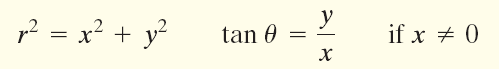 r² = x² + y² tan θ = y/x if x ≠ 0